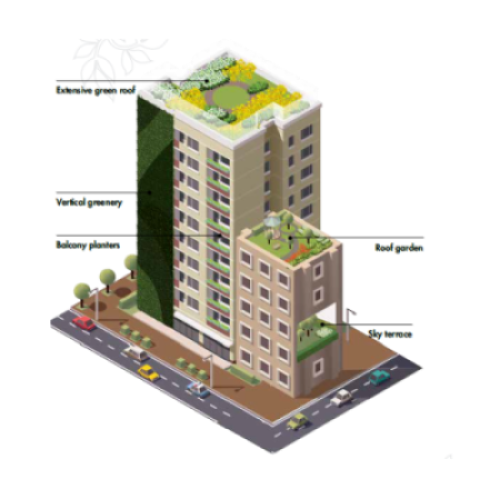 Extensive green roof
Vertical greenery
Balcony planters
Roof garden
Sky terrace